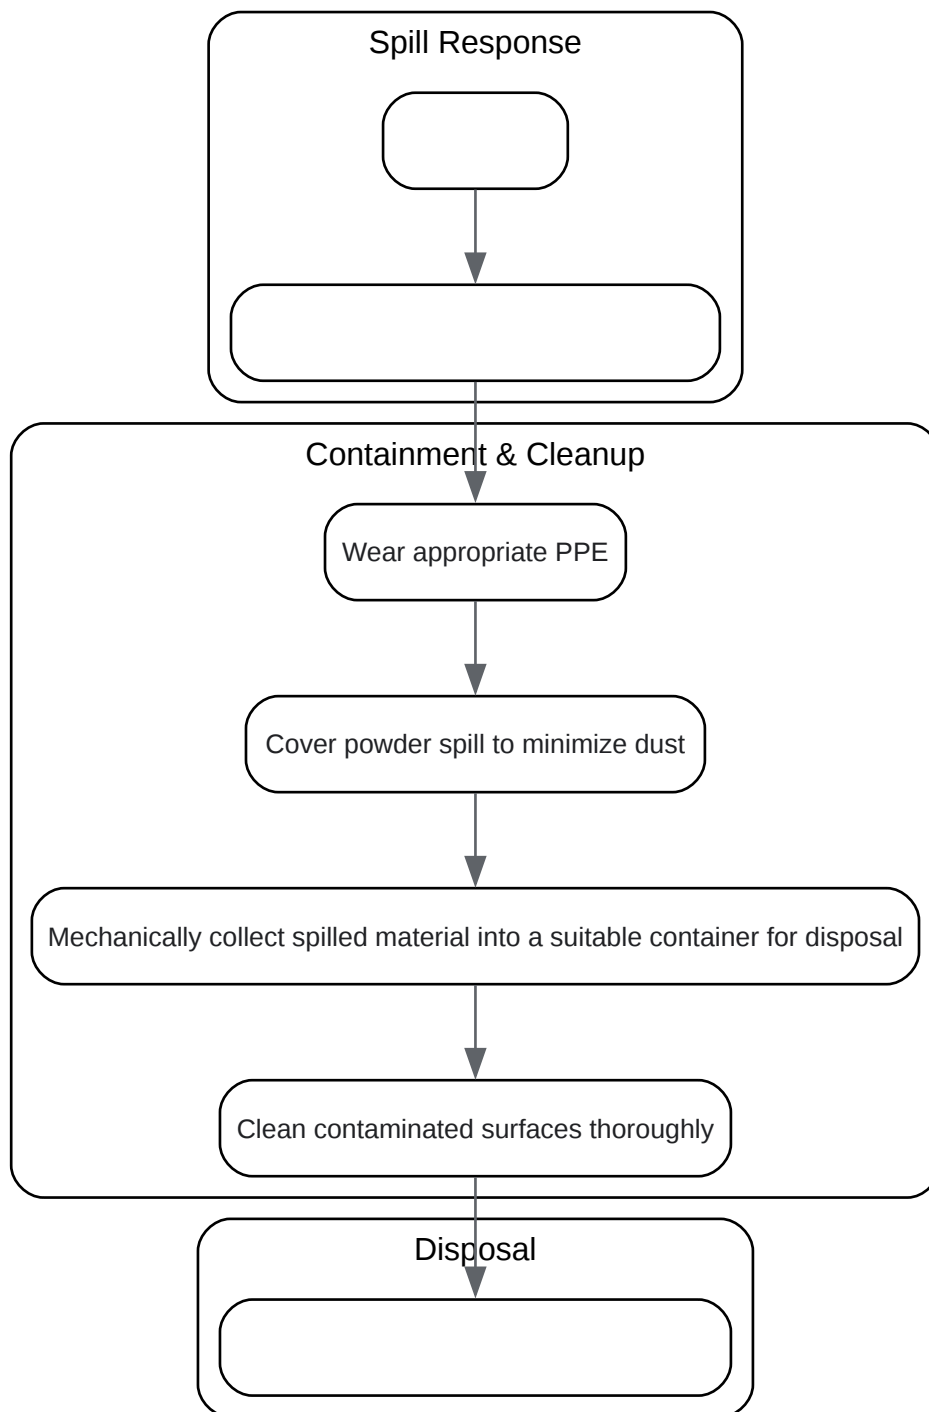 Spill Response
Containment & Cleanup
Wear appropriate PPE
Cover powder spill to minimize dust
Mechanically collect spilled material into a suitable container for disposal
Clean contaminated surfaces thoroughly
Disposal